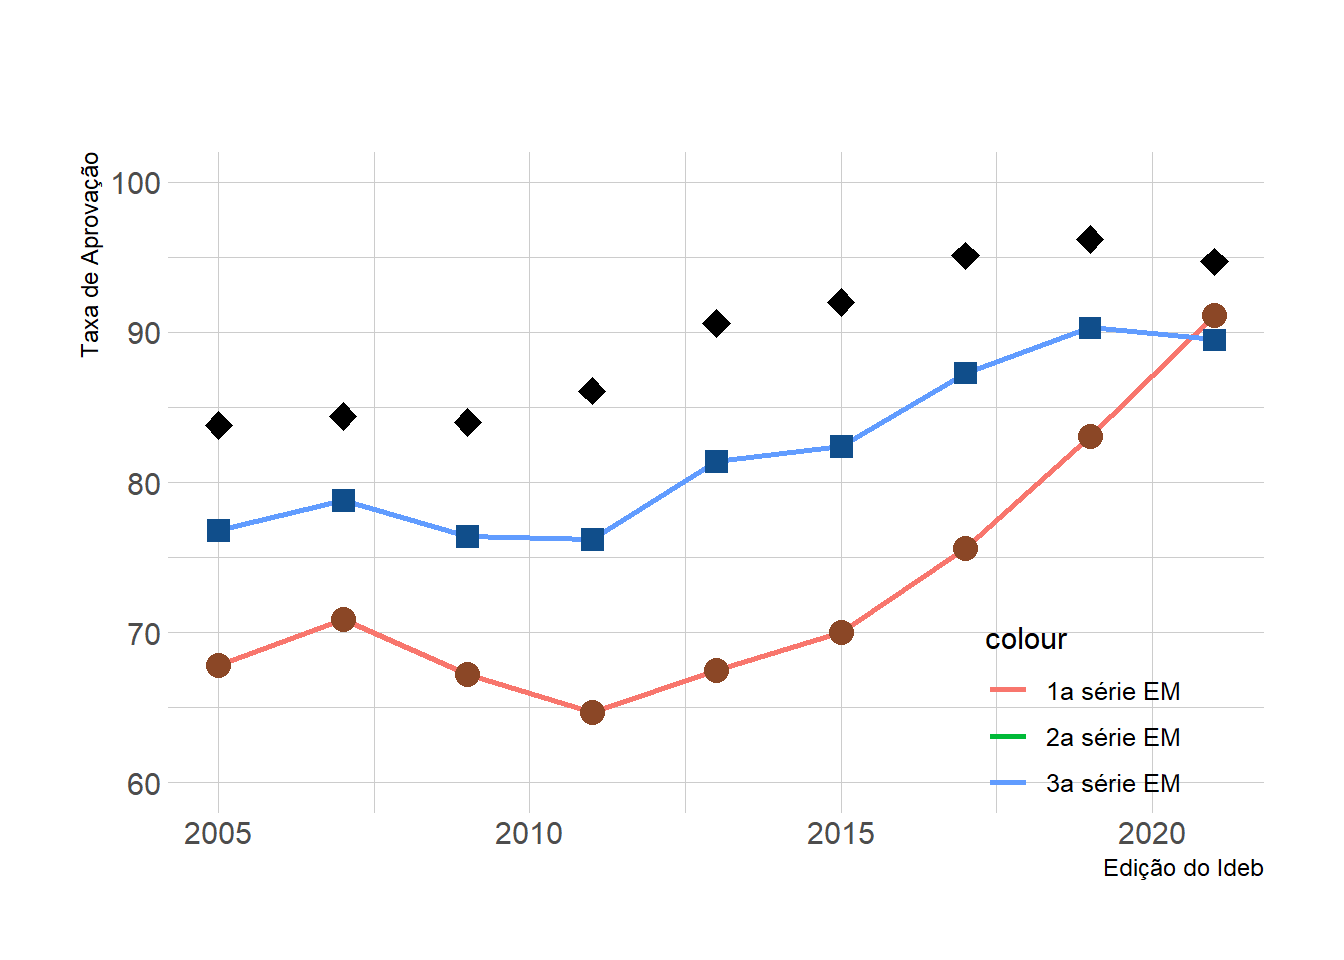 Taxa de Aprovação
100
90
80
70
60
colour
1a série EM
2a série EM
3a série EM
2005 2010 2015 2020
Edição do Ideb